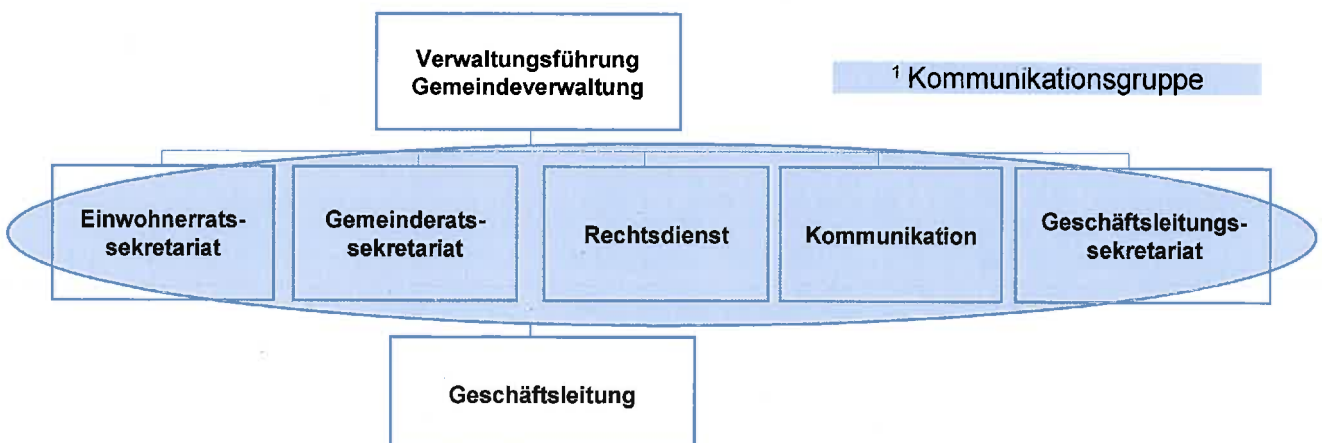 Verwaltungsführung
Gemeindeverwaltung
¹ Kommunikationsgruppe
Einwohnerrats-
sekretariat
Gemeinderats-
sekretariat
Rechtsdienst
Kommunikation
Geschäftsleitungs-
sekretariat
Geschäftsleitung